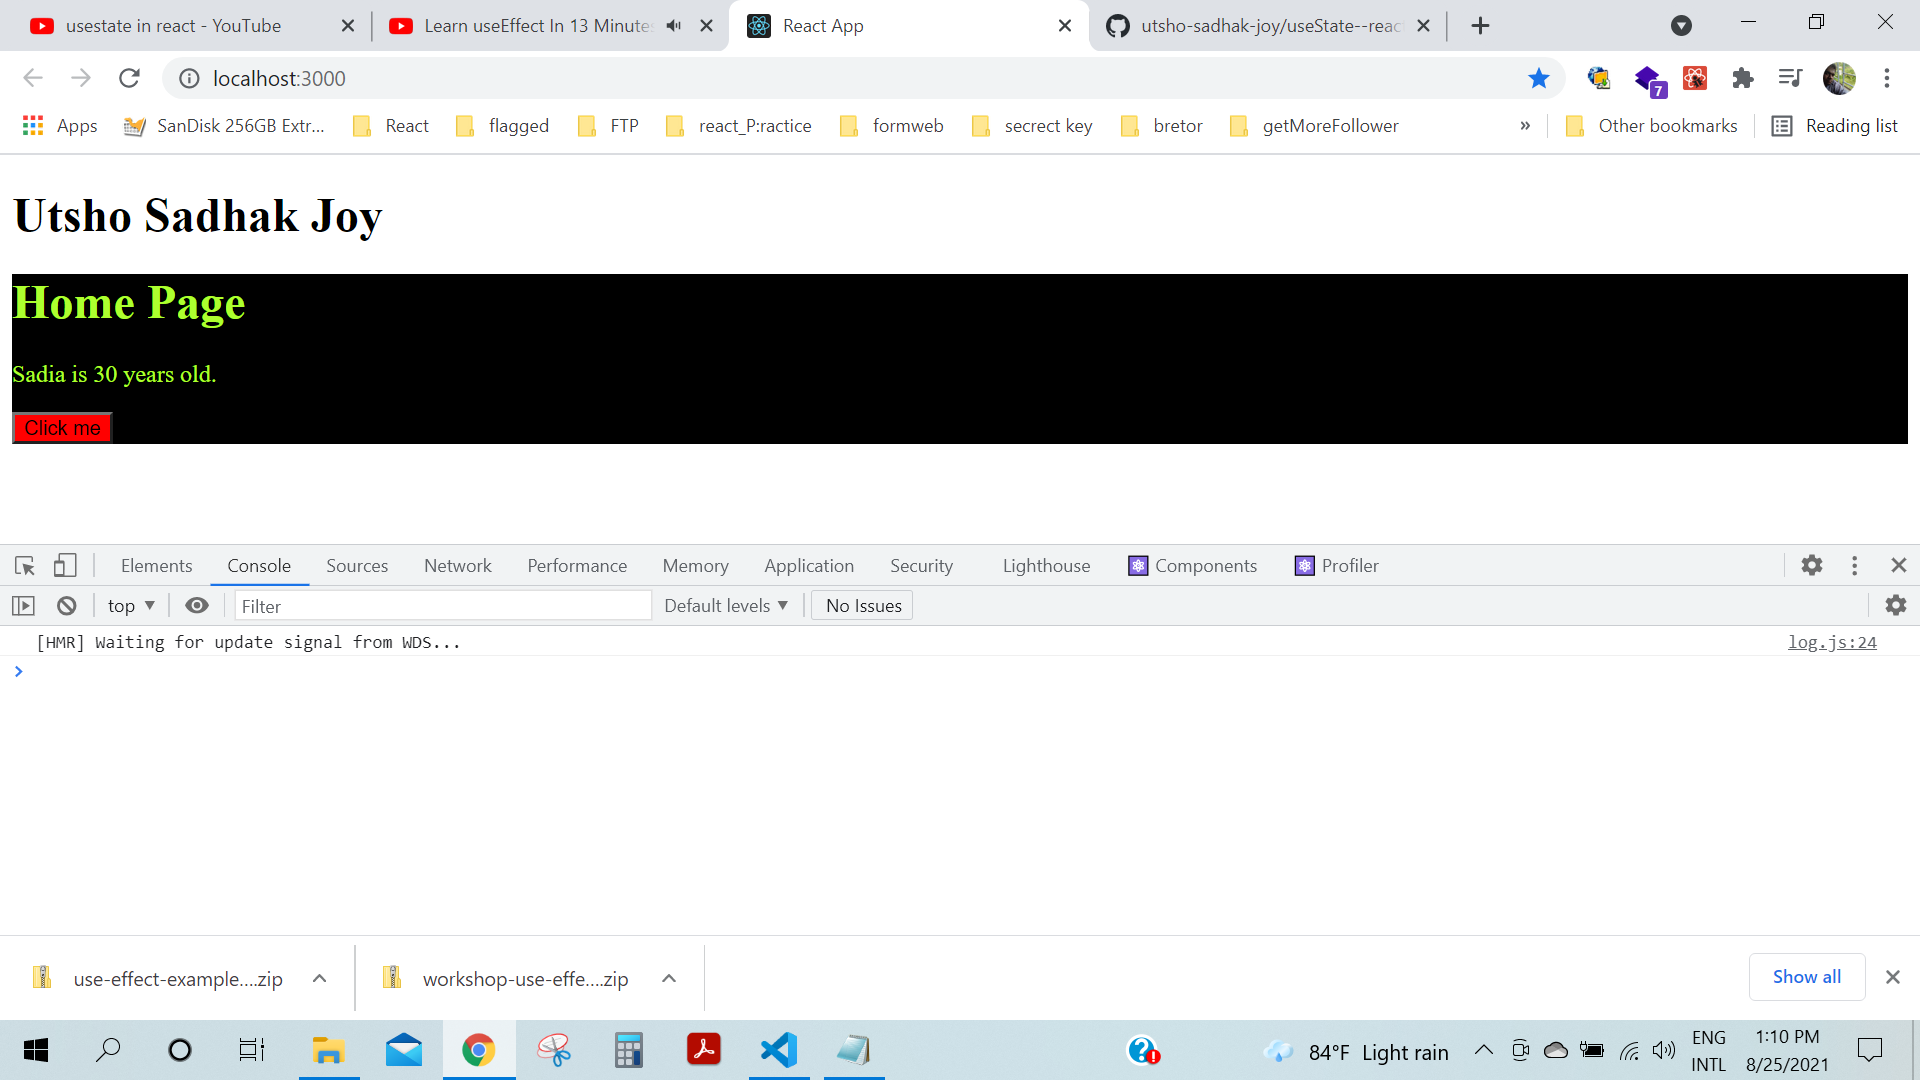 usestate in react - YouTube
Learn useEffect In 13 Minutes
React App
utsho-sadhak-joy/useState--reac
localhost:3000
7
Apps
SanDisk 256GB Extr...
React
flagged
FTP
react_P:ractice
formweb
secrect key
bretor
getMoreFollower
»
Other bookmarks
Reading list
Utsho Sadhak Joy
Home Page
Sadia is 30 years old.
Click me
Elements
Console
Sources
Network
Performance
Memory
Application
Security
Lighthouse
Components
Profiler
top
Filter
Default levels
No Issues
[HMR] Waiting for update signal from WDS...
log.js:24
use-effect-example....zip
workshop-use-effe....zip
Show all
84°F Light rain
ENG
INTL
1:10 PM
8/25/2021